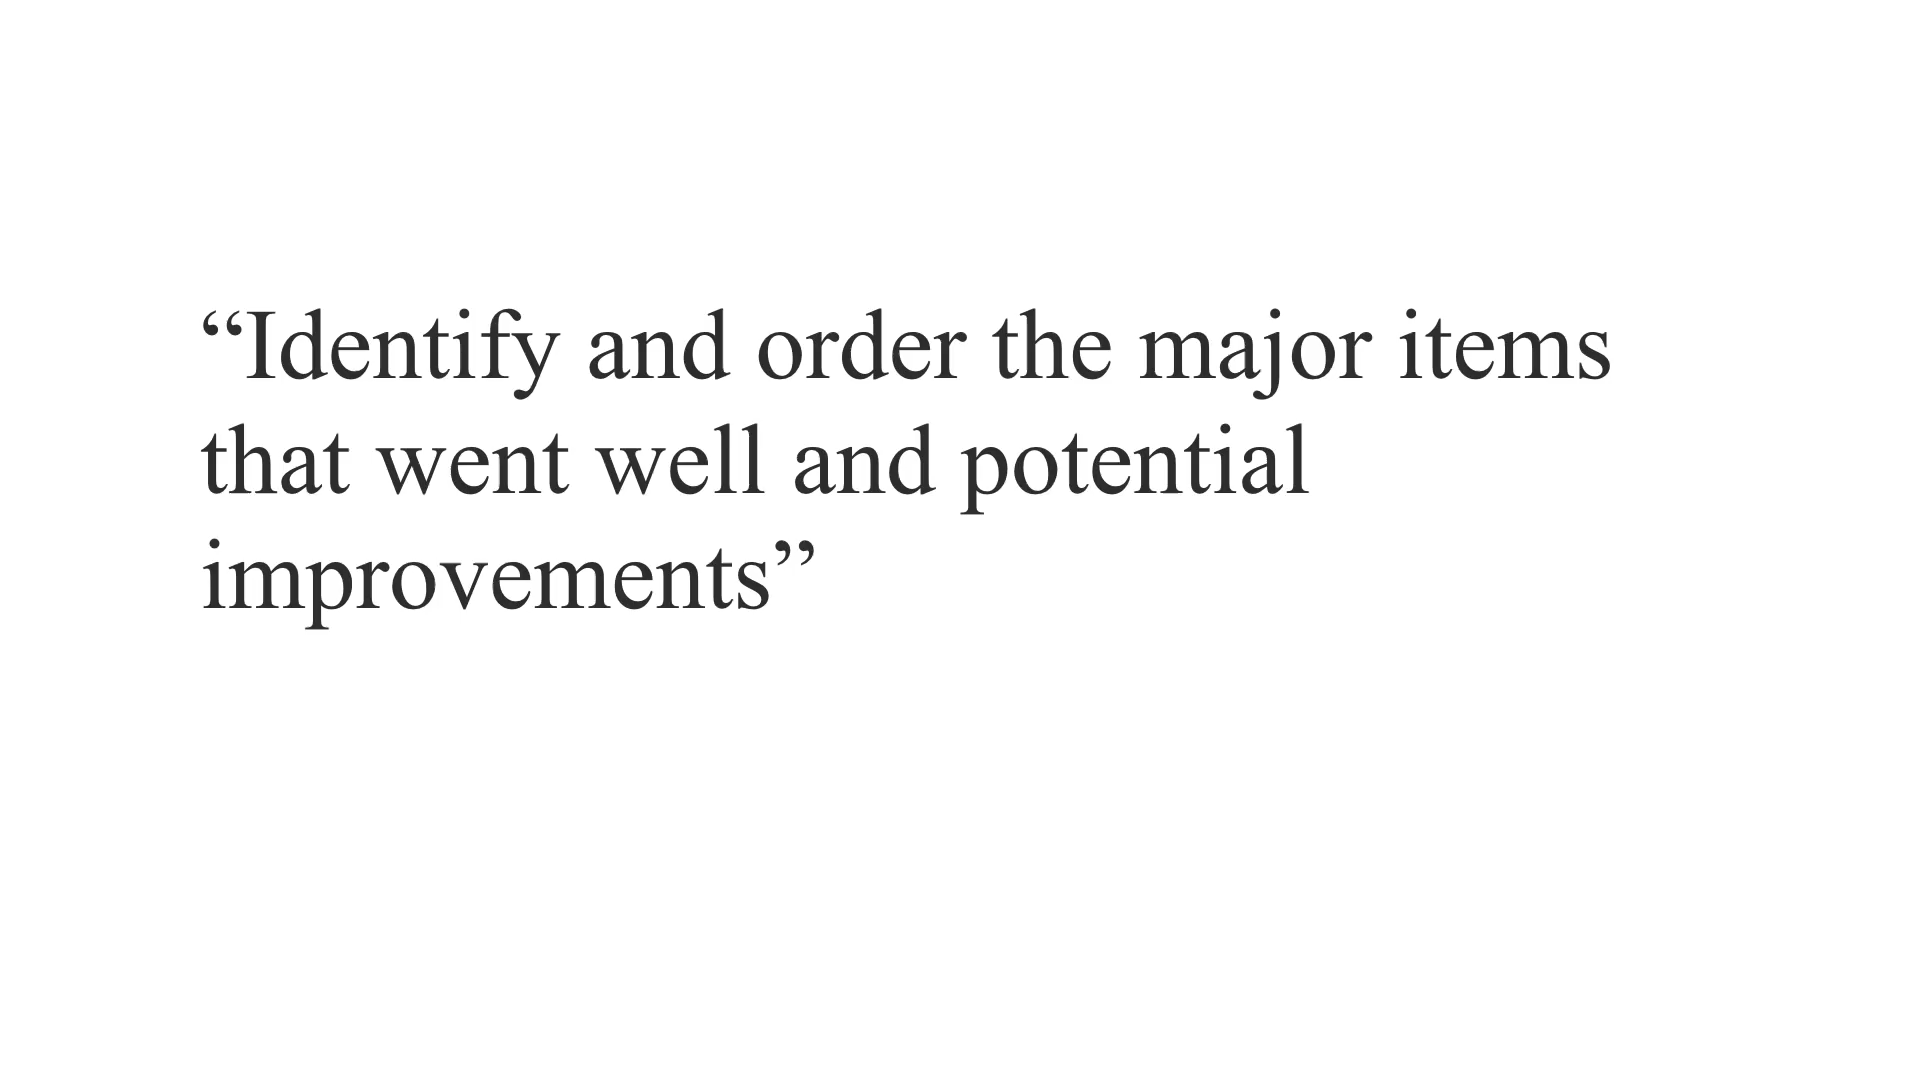 “Identify and order the major items
that went well and potential
improvements”